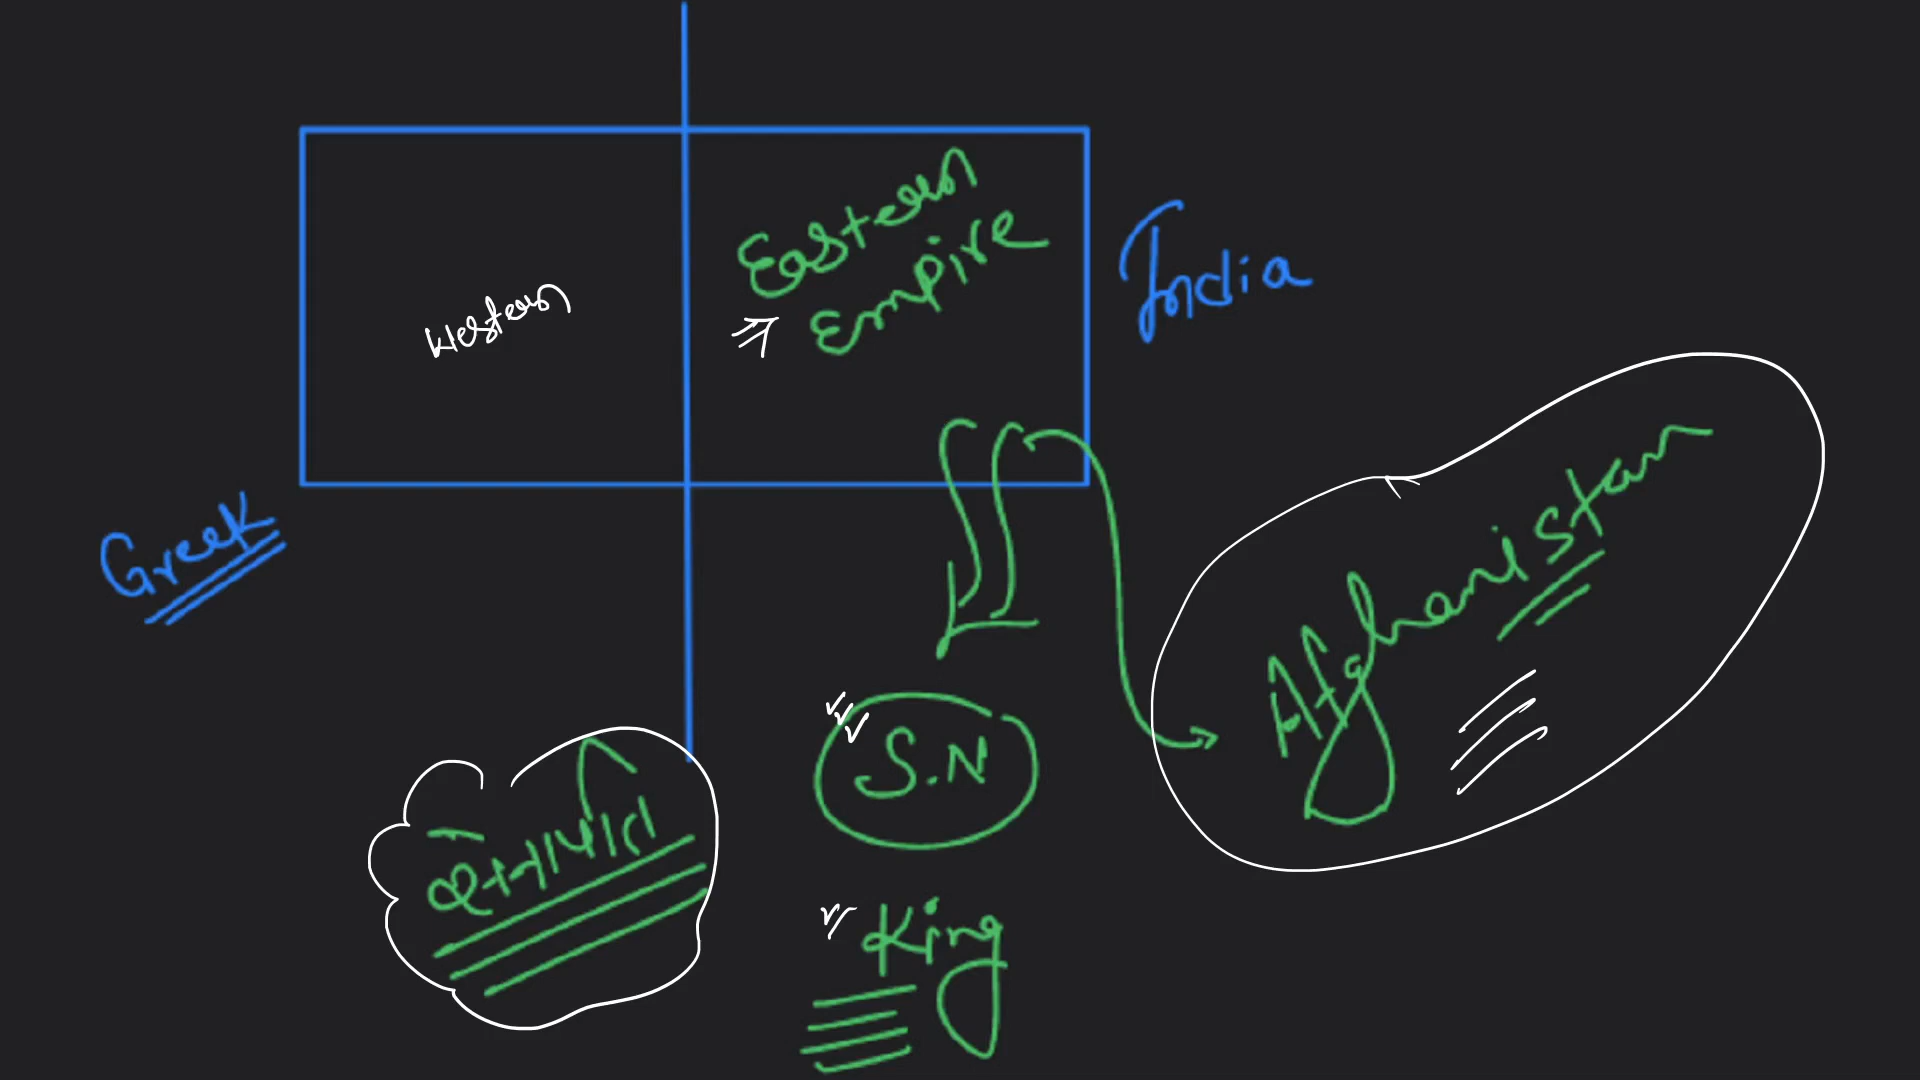 Eastern
Empire
Western
India
Greek
Afghanistan
S.N
King